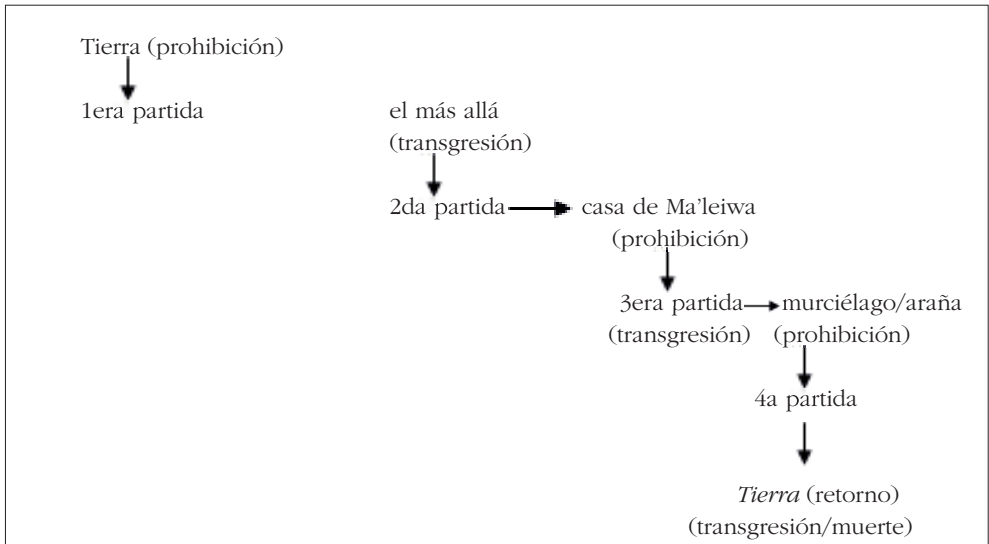 Tierra (prohibición)
1era partida
el más allá
(transgresión)
2da partida
casa de Ma’leiwa
(prohibición)
3era partida
(transgresión)
murciélago/araña
(prohibición)
4a partida
Tierra (retorno)
(transgresión/muerte)